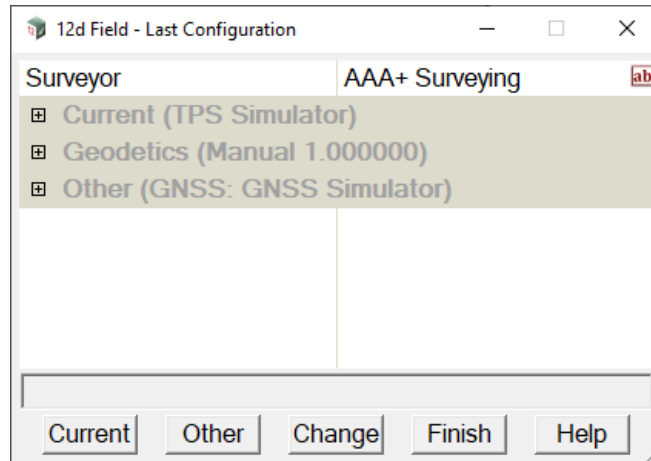 12d Field - Last Configuration
Surveyor AAA+ Surveying ab
Current (TPS Simulator)
Geodetics (Manual 1.000000)
Other (GNSS: GNSS Simulator)
Current Other Change Finish Help